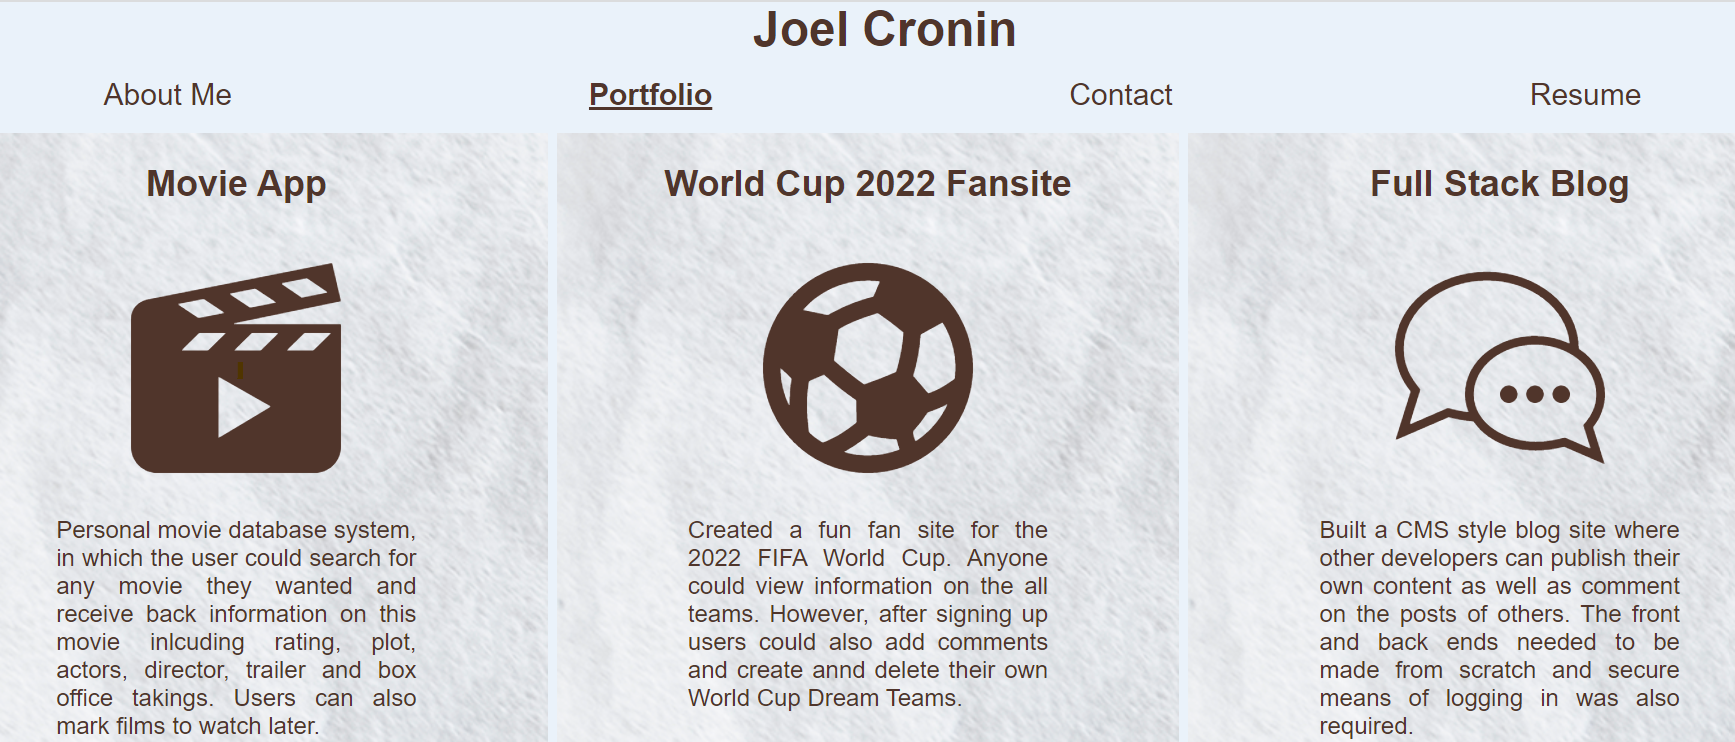 Joel Cronin
About Me
Portfolio
Contact
Resume
Movie App
Personal movie database system,
in which the user could search for
any movie they wanted and
receive back information on this
movie inlcuding rating, plot,
actors, director, trailer and box
office takings. Users can also
mark films to watch later.
World Cup 2022 Fansite
Created a fun fan site for the
2022 FIFA World Cup. Anyone
could view information on the all
teams. However, after signing up
users could also add comments
and create annd delete their own
World Cup Dream Teams.
Full Stack Blog
Built a CMS style blog site where
other developers can publish their
own content as well as comment
on the posts of others. The front
and back ends needed to be
made from scratch and secure
means of logging in was also
required.